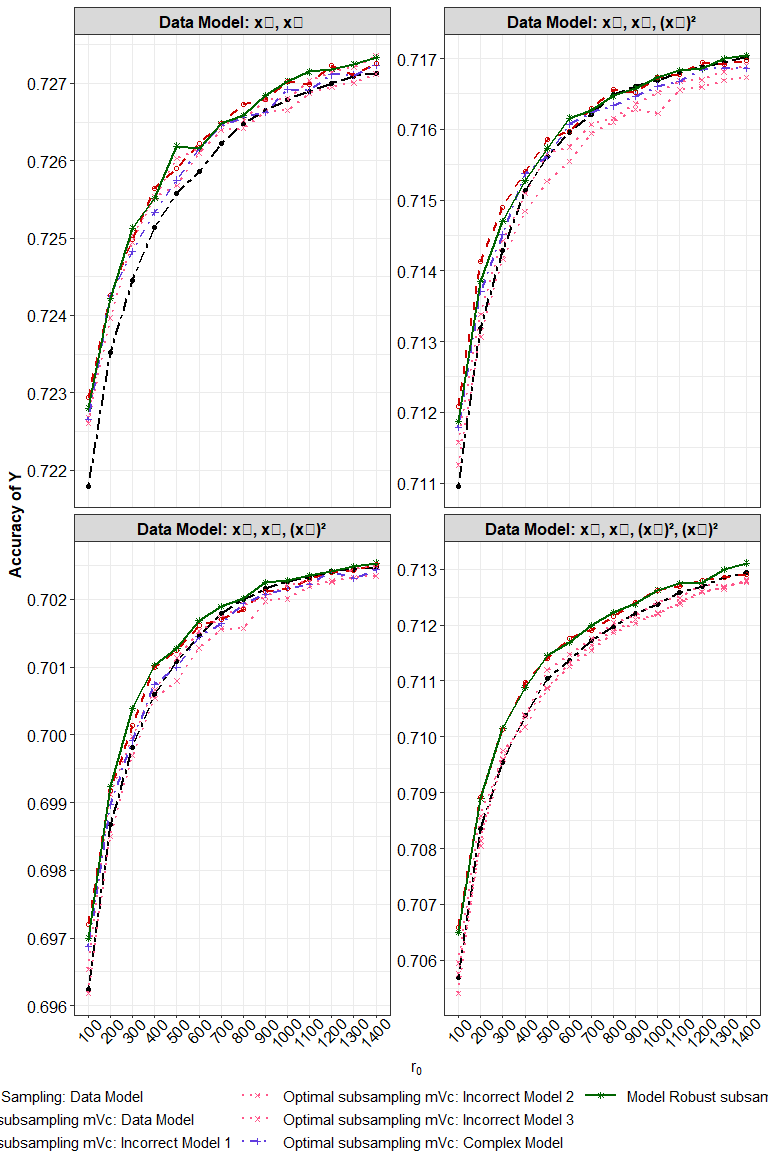 Data Model: x▯, x▯
Data Model: x▯, x▯, (x▯)²
0.727
0.726
0.725
0.724
0.723
0.722
0.717
0.716
0.715
0.714
0.713
0.712
0.711
Accuracy of Y
Data Model: x▯, x▯, (x▯)²
Data Model: x▯, x▯, (x▯)², (x▯)²
0.702
0.701
0.700
0.699
0.698
0.697
0.696
0.713
0.712
0.711
0.710
0.709
0.708
0.707
0.706
100 200 300 400 500 600 700 800 900 1000 1100 1200 1300 1400
100 200 300 400 500 600 700 800 900 1000 1100 1200 1300 1400
r₀
Sampling: Data Model
Optimal subsampling mVc: Incorrect Model 2
Model Robust subsam
subsampling mVc: Data Model
Optimal subsampling mVc: Incorrect Model 3
subsampling mVc: Incorrect Model 1
Optimal subsampling mVc: Complex Model